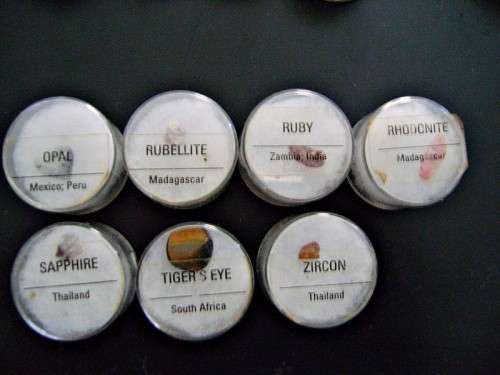 OPAL
Mexico; Peru
RUBELLITE
Madagascar
RUBY
Zambia; India
RHODONITE
Madagascar
SAPPHIRE
Thailand
TIGER'S EYE
South Africa
ZIRCON
Thailand